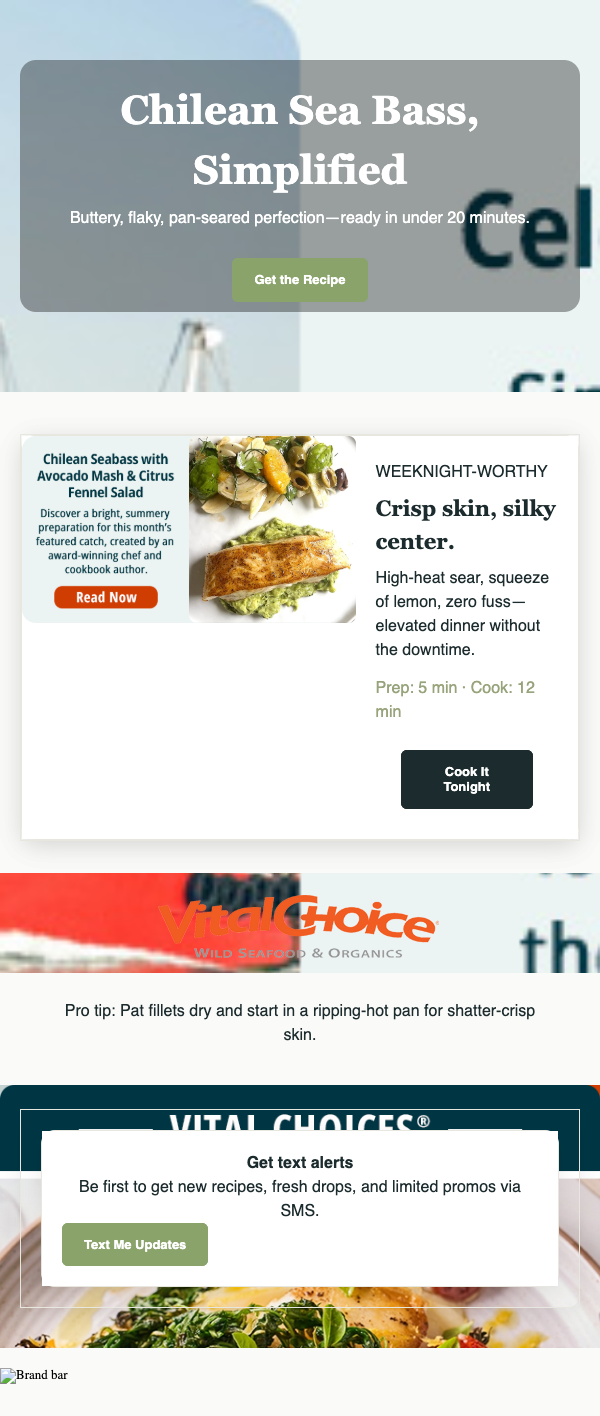 Chilean Sea Bass,
Simplified
Buttery, flaky, pan-seared perfection—ready in under 20 minutes.
Cel
Get the Recipe
Sin
Chilean Seabass with
Avocado Mash & Citrus
Fennel Salad
Discover a bright, summery
preparation for this month's
featured catch, created by an
award-winning chef and
cookbook author.
Read Now
WEEKNIGHT-WORTHY
Crisp skin, silky
center.
High-heat sear, squeeze
of lemon, zero fuss—
elevated dinner without
the downtime.
Prep: 5 min · Cook: 12
min
Cook It
Tonight
VitalChoice®
WILD SEAFOOD & ORGANICS
th
Pro tip: Pat fillets dry and start in a ripping-hot pan for shatter-crisp
skin.
VITAL CHOICES®
Get text alerts
Be first to get new recipes, fresh drops, and limited promos via
SMS.
Text Me Updates
Brand bar